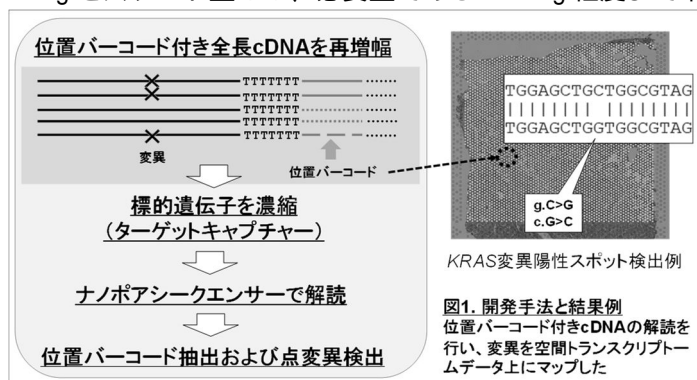 位置バーコード付き全長cDNAを再増幅
TTTTTTT
TTTTTTT
TTTTTTT
TTTTTTT
TTTTTTT
変異
位置バーコード
標的遺伝子を濃縮
（ターゲットキャプチャー）
ナノポアシークエンサーで解読
位置バーコード抽出および点変異検出
TGGAGCTGCTGGCGTAG
TGGAGCTGGTGGCGTAG
g.C>G
c.G>C
KRAS変異陽性スポット検出例
図1. 開発手法と結果例
位置バーコード付きcDNAの解読を
行い、変異を空間トランスクリプトー
ムデータ上にマップした